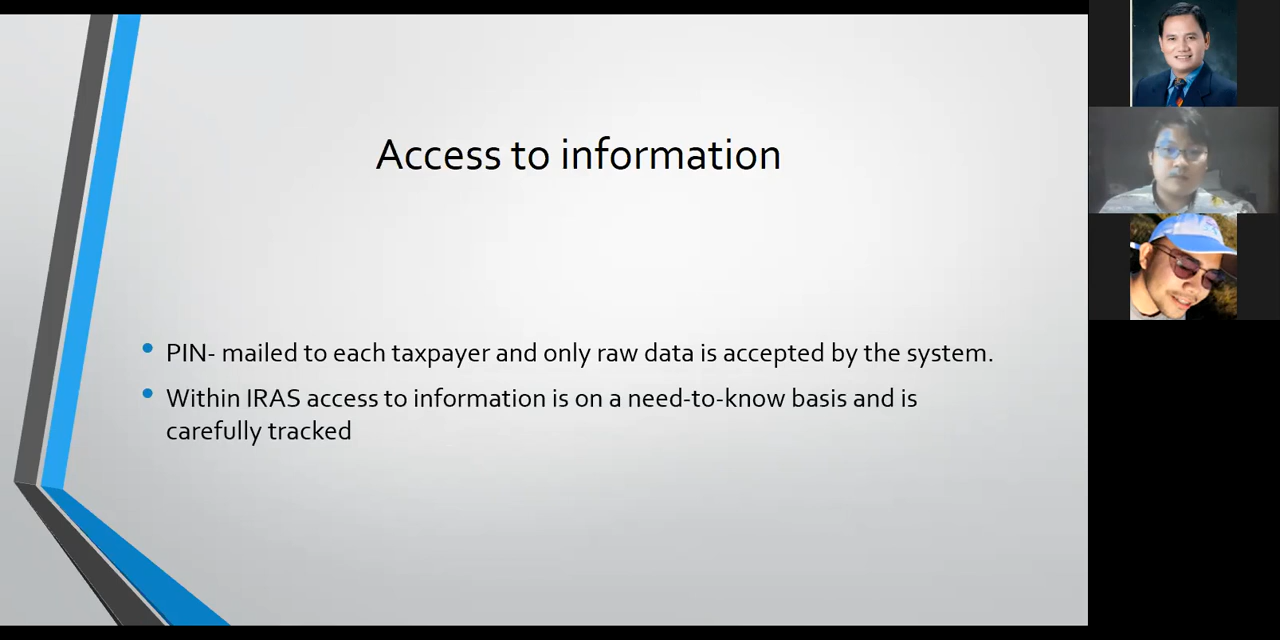 Access to information
PIN- mailed to each taxpayer and only raw data is accepted by the system.
Within IRAS access to information is on a need-to-know basis and is
carefully tracked